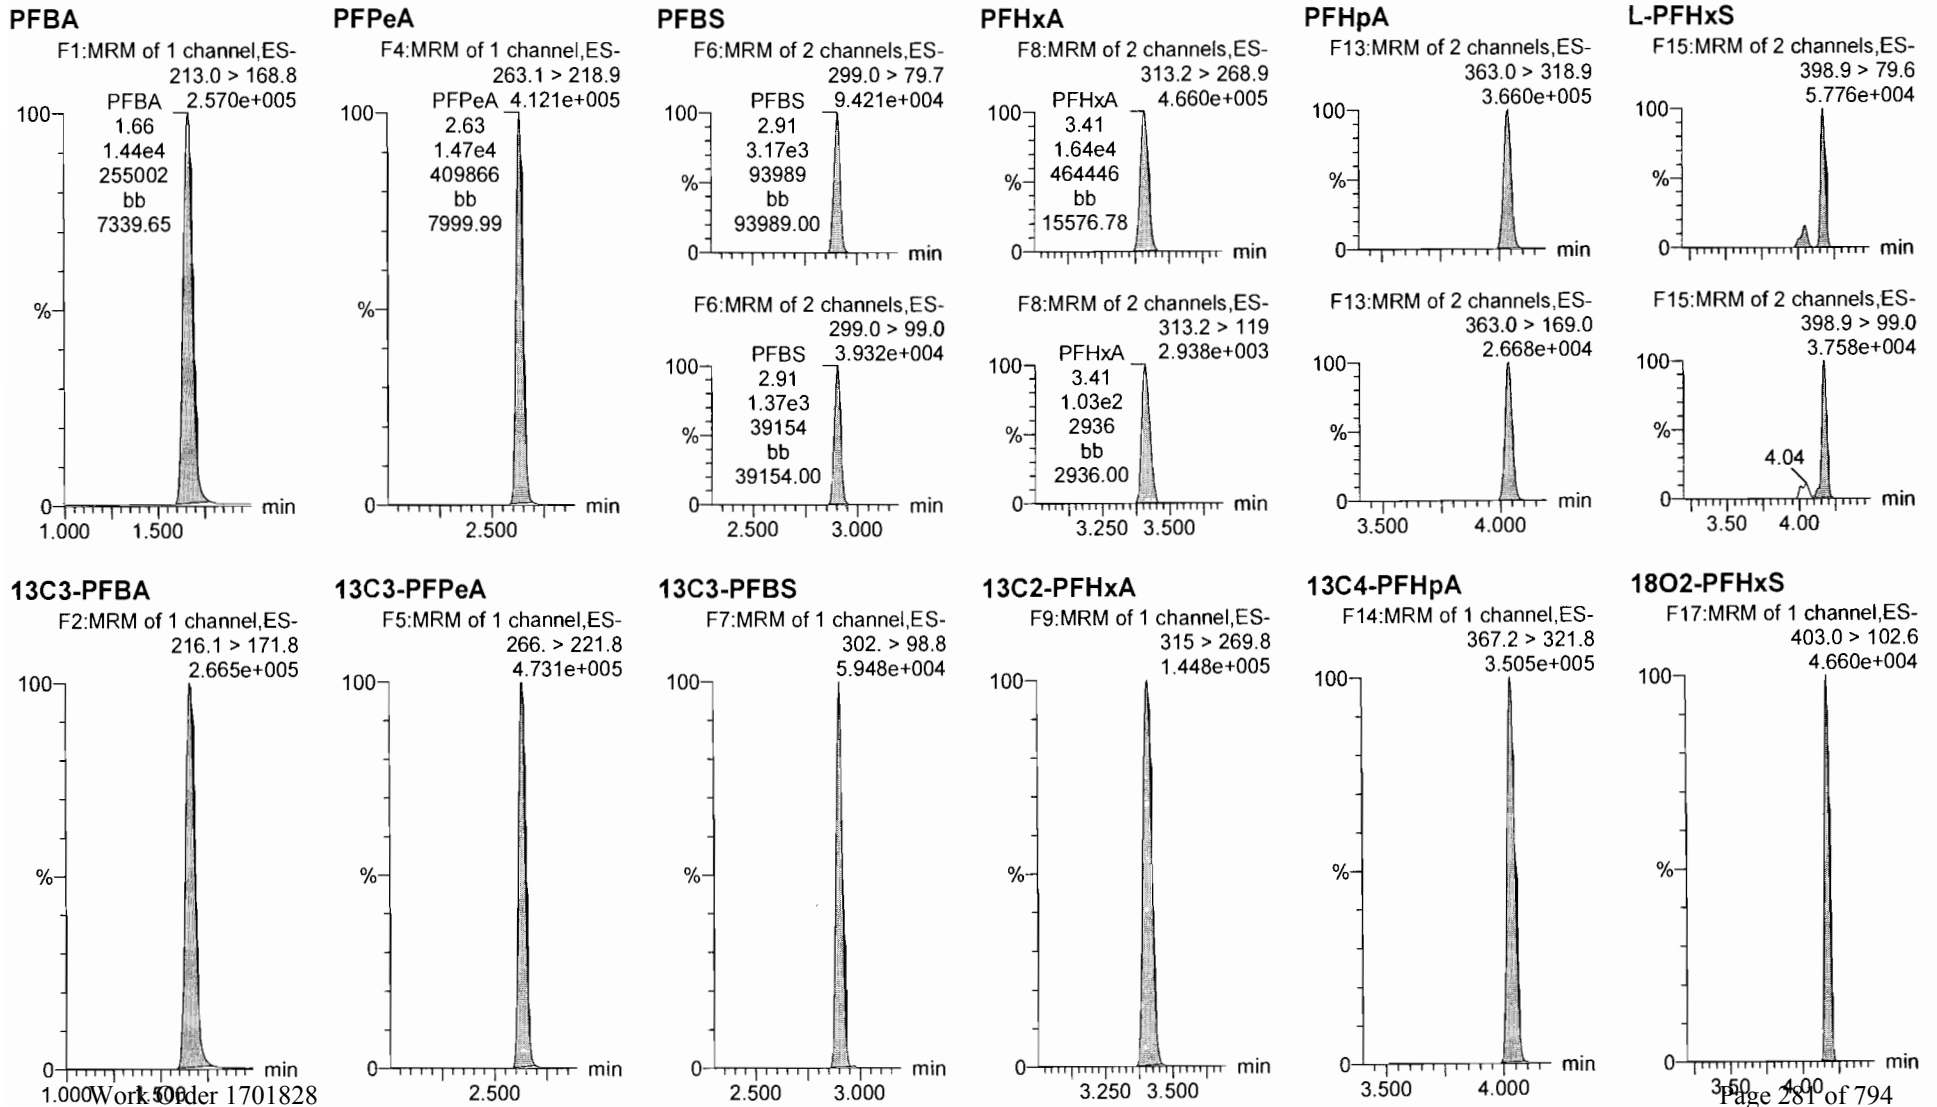 PFBA
F1:MRM of 1 channel,ES-
213.0 > 168.8
2.570e+005
PFBA
1.66
1.44e4
255002
bb
7339.65
100
%
0
min
1.000 1.500
PFPeA
F4:MRM of 1 channel,ES-
263.1 > 218.9
4.121e+005
PFPeA
2.63
1.47e4
409866
bb
7999.99
100
%
0
min
2.500
PFBS
F6:MRM of 2 channels,ES-
299.0 > 79.7
9.421e+004
PFBS
2.91
3.17e3
93989
bb
93989.00
100
%
0
min
F6:MRM of 2 channels,ES-
299.0 > 99.0
3.932e+004
PFBS
2.91
1.37e3
39154
bb
39154.00
100
%
0
min
2.500 3.000
PFHxA
F8:MRM of 2 channels,ES-
313.2 > 268.9
4.660e+005
PFHxA
3.41
1.64e4
464446
bb
15576.78
100
%
0
min
F8:MRM of 2 channels,ES-
313.2 > 119
2.938e+003
PFHxA
3.41
1.03e2
2936
bb
2936.00
100
%
0
min
3.250 3.500
PFHpA
F13:MRM of 2 channels,ES-
363.0 > 318.9
3.660e+005
100
%
0
min
F13:MRM of 2 channels,ES-
363.0 > 169.0
2.668e+004
100
%
0
min
3.500 4.000
L-PFHxS
F15:MRM of 2 channels,ES-
398.9 > 79.6
5.776e+004
100
%
0
min
F15:MRM of 2 channels,ES-
398.9 > 99.0
3.758e+004
100
4.04
%
0
min
3.50 4.00
13C3-PFBA
F2:MRM of 1 channel,ES-
216.1 > 171.8
2.665e+005
100
%
0
min
1.000 1.500
13C3-PFPeA
F5:MRM of 1 channel,ES-
266. > 221.8
4.731e+005
100
%
0
min
2.500
13C3-PFBS
F7:MRM of 1 channel,ES-
302. > 98.8
5.948e+004
100
%
0
min
2.500 3.000
13C2-PFHxA
F9:MRM of 1 channel,ES-
315 > 269.8
1.448e+005
100
%
0
min
3.250 3.500
13C4-PFHpA
F14:MRM of 1 channel,ES-
367.2 > 321.8
3.505e+005
100
%
0
min
3.500 4.000
18O2-PFHxS
F17:MRM of 1 channel,ES-
403.0 > 102.6
4.660e+004
100
%
0
min
3.50 4.00
Work Order 1701828
Page 281 of 794